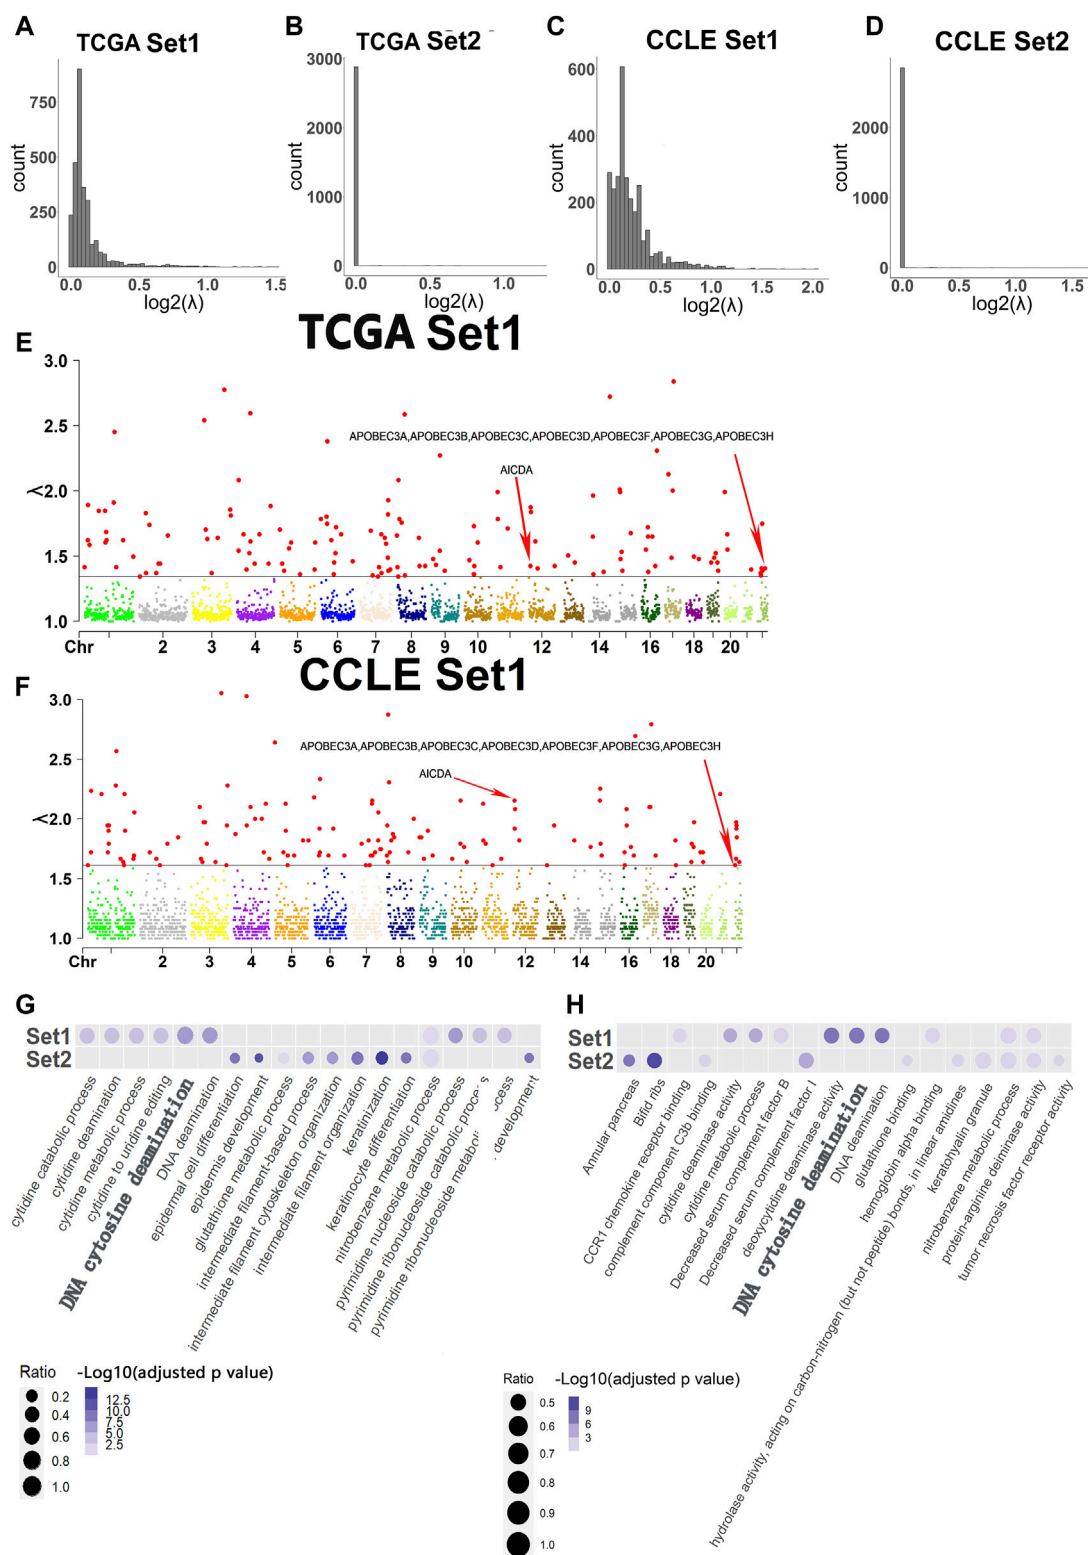 A
TCGA Set1
750
500
250
0
count
0.0
0.5
1.0
1.5
log2(λ)
B
TCGA Set2
3000
2000
1000
0
count
0.0
0.5
1.0
log2(λ)
C
CCLE Set1
600
400
200
0
count
0.0
0.5
1.0
1.5
2.0
log2(λ)
D
CCLE Set2
2000
1000
0
count
0.0
0.5
1.0
1.5
log2(λ)
E
TCGA Set1
3.0
2.5
2.0
1.5
1.0
λ
APOBEC3A,APOBEC3B,APOBEC3C,APOBEC3D,APOBEC3F,APOBEC3G,APOBEC3H
AICDA
Chr 2 3 4 5 6 7 8 9 10 12 14 16 18 20
F
CCLE Set1
3.0
2.5
2.0
1.5
1.0
λ
APOBEC3A,APOBEC3B,APOBEC3C,APOBEC3D,APOBEC3F,APOBEC3G,APOBEC3H
AICDA
Chr 2 3 4 5 6 7 8 9 10 12 14 16 18 20
G
Set1
Set2
cytidine catabolic process
cytidine deamination
cytidine metabolic process
cytidine to uridine editing
DNA cytosine deamination
DNA deamination
epidermal cell differentiation
epidermis development
glutathione metabolic process
intermediate filament-based process
intermediate filament cytoskeleton organization
intermediate filament organization
keratinization
keratinocyte differentiation
nitrobenzene metabolic process
pyrimidine nucleoside catabolic process
pyrimidine ribonucleoside catabolic process
pyrimidine ribonucleoside metabolic process
development
Ratio
0.2
0.4
0.6
0.8
1.0
-Log10(adjusted p value)
12.5
10.0
7.5
5.0
2.5
H
Set1
Set2
Annular pancreas
Bifid ribs
CCR1 chemokine receptor binding
complement component C3b binding
cytidine deaminase activity
cytidine metabolic process
Decreased serum complement factor B
Decreased serum complement factor I
deoxycytidine deaminase activity
DNA cytosine deamination
DNA deamination
glutathione binding
hemoglobin alpha binding
hydrolase activity, acting on carbon-nitrogen (but not peptide) bonds, in linear amidines
keratohyalin granule
nitrobenzene metabolic process
protein-arginine deiminase activity
tumor necrosis factor receptor activity
Ratio
0.5
0.6
0.7
0.8
0.9
1.0
-Log10(adjusted p value)
9
6
3